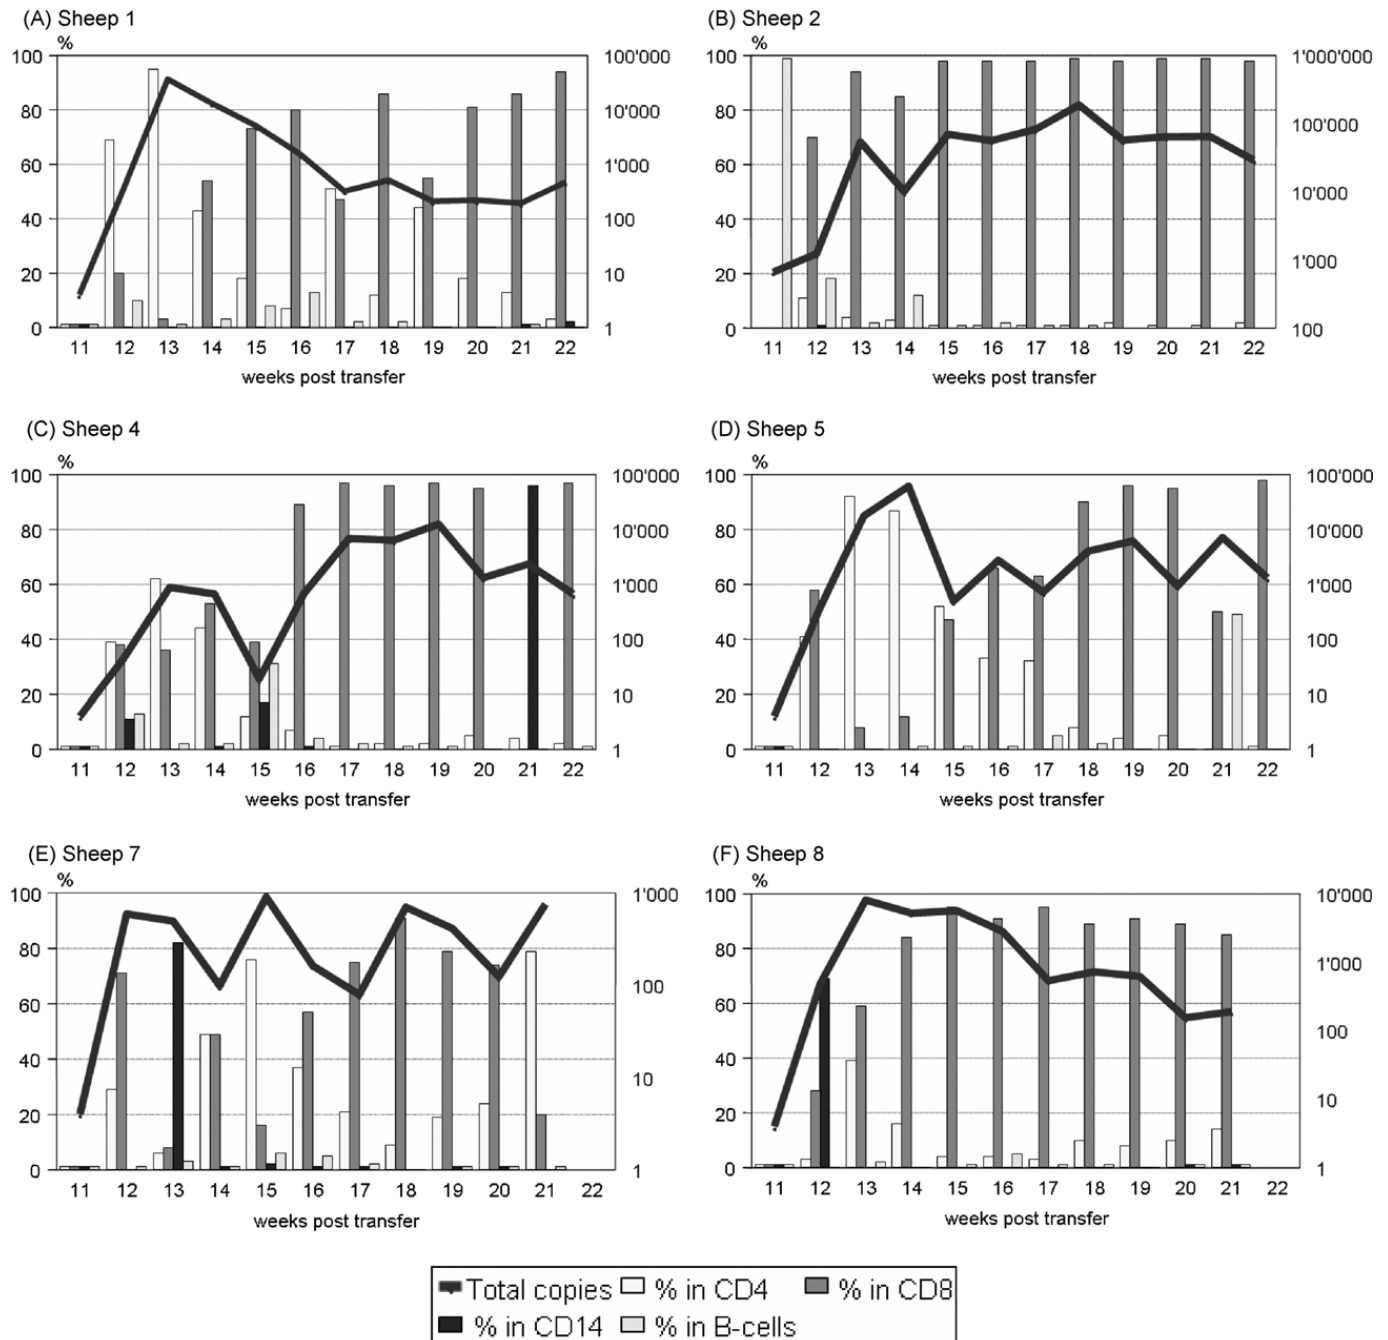 (A) Sheep 1
%
100 100'000
80 10'000
60 1'000
40 100
20 10
0 1
11 12 13 14 15 16 17 18 19 20 21 22
weeks post transfer
(B) Sheep 2
%
100 1'000'000
80 100'000
60 10'000
40 1'000
20
0 100
11 12 13 14 15 16 17 18 19 20 21 22
weeks post transfer
(C) Sheep 4
%
100 100'000
80 10'000
60 1'000
40 100
20 10
0 1
11 12 13 14 15 16 17 18 19 20 21 22
weeks post transfer
(D) Sheep 5
%
100 100'000
80 10'000
60 1'000
40 100
20 10
0 1
11 12 13 14 15 16 17 18 19 20 21 22
weeks post transfer
(E) Sheep 7
%
100 1'000
80
60 100
40 10
20
0 1
11 12 13 14 15 16 17 18 19 20 21 22
weeks post transfer
(F) Sheep 8
%
100 10'000
80 1'000
60
40 100
20 10
0 1
11 12 13 14 15 16 17 18 19 20 21 22
weeks post transfer
Total copies % in CD4 % in CD8
% in CD14 % in B-cells